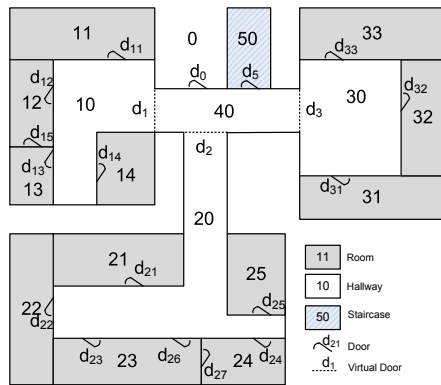 11
0
50
33
d11
d33
d0
d5
d12
12
10
d1
40
d3
30
d32
32
d15
d14
d2
d13
13
14
d31
31
20
21
d21
25
22
d22
d25
d23
23
d26
d27
24
d24
11 Room
10 Hallway
50 Staircase
d21 Door
d1 Virtual Door